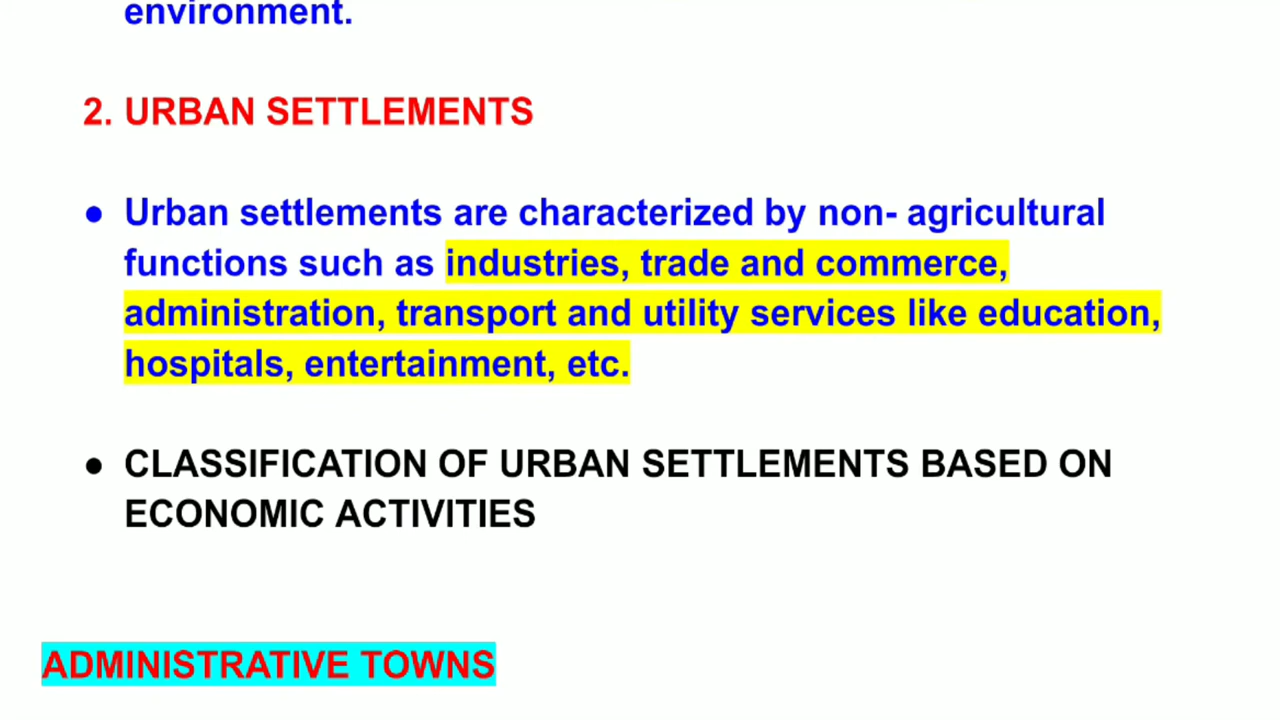 environment.
2. URBAN SETTLEMENTS
● Urban settlements are characterized by non- agricultural
functions such as industries, trade and commerce,
administration, transport and utility services like education,
hospitals, entertainment, etc.
● CLASSIFICATION OF URBAN SETTLEMENTS BASED ON
ECONOMIC ACTIVITIES
ADMINISTRATIVE TOWNS